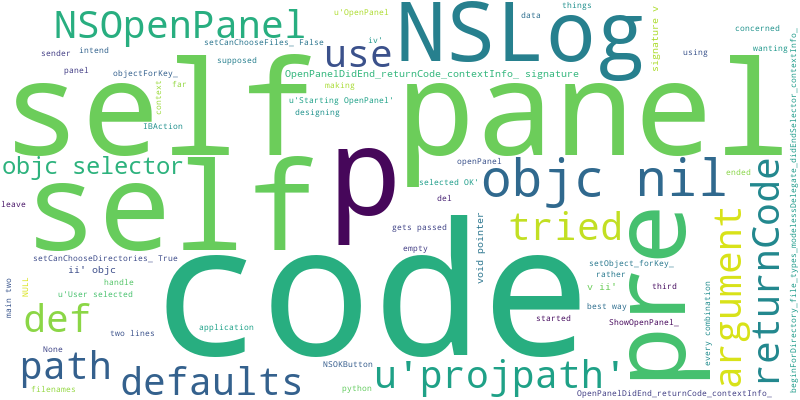 NSOpenPanel
u'OpenPanel
NSLog
data
things
concerned
sender
intend
setCanChooseFiles_ False
iv'
use
signature v
using
wanting
panel
objectForKey_
supposed
self panel
OpenPanelDidEnd_returnCode_contextInfo_ signature
context
far
making
u'Starting OpenPanel'
designing
IBAction
objc selector
self
p
openPanel
ended
selected OK'
objc nil
returnCode
leave
del
gets passed
tried
pre
argument
code
void pointer
empty
setCanChooseDirectories_ True
ii' objc
setObject_forKey_
rather
main two
NULL
handle
u'User selected
v ii'
third
best way
every combination
def
two lines
application
started
ShowOpenPanel_
None
path
defaults
NSOKButton
u'projpath'
filenames
python
OpenPanelDidEnd_returnCode_contextInfo_
beginForDirectory_file_types_modelessDelegate_didEndSelector_contextInfo_